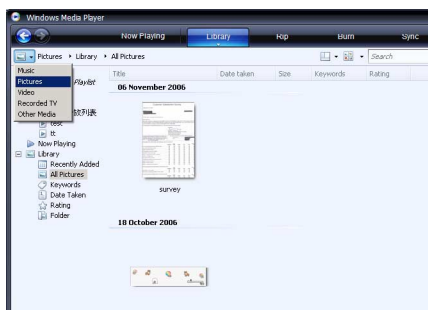 Windows Media Player
Now Playing Library Rip Burn Sync
Pictures Library All Pictures Search
Music
Pictures
Video
Recorded TV
Other Media
Playlist
列表
test
tt
Now Playing
Library
Recently Added
All Pictures
Keywords
Date Taken
Rating
Folder
Title Date taken Size Keywords Rating
06 November 2006
survey
18 October 2006